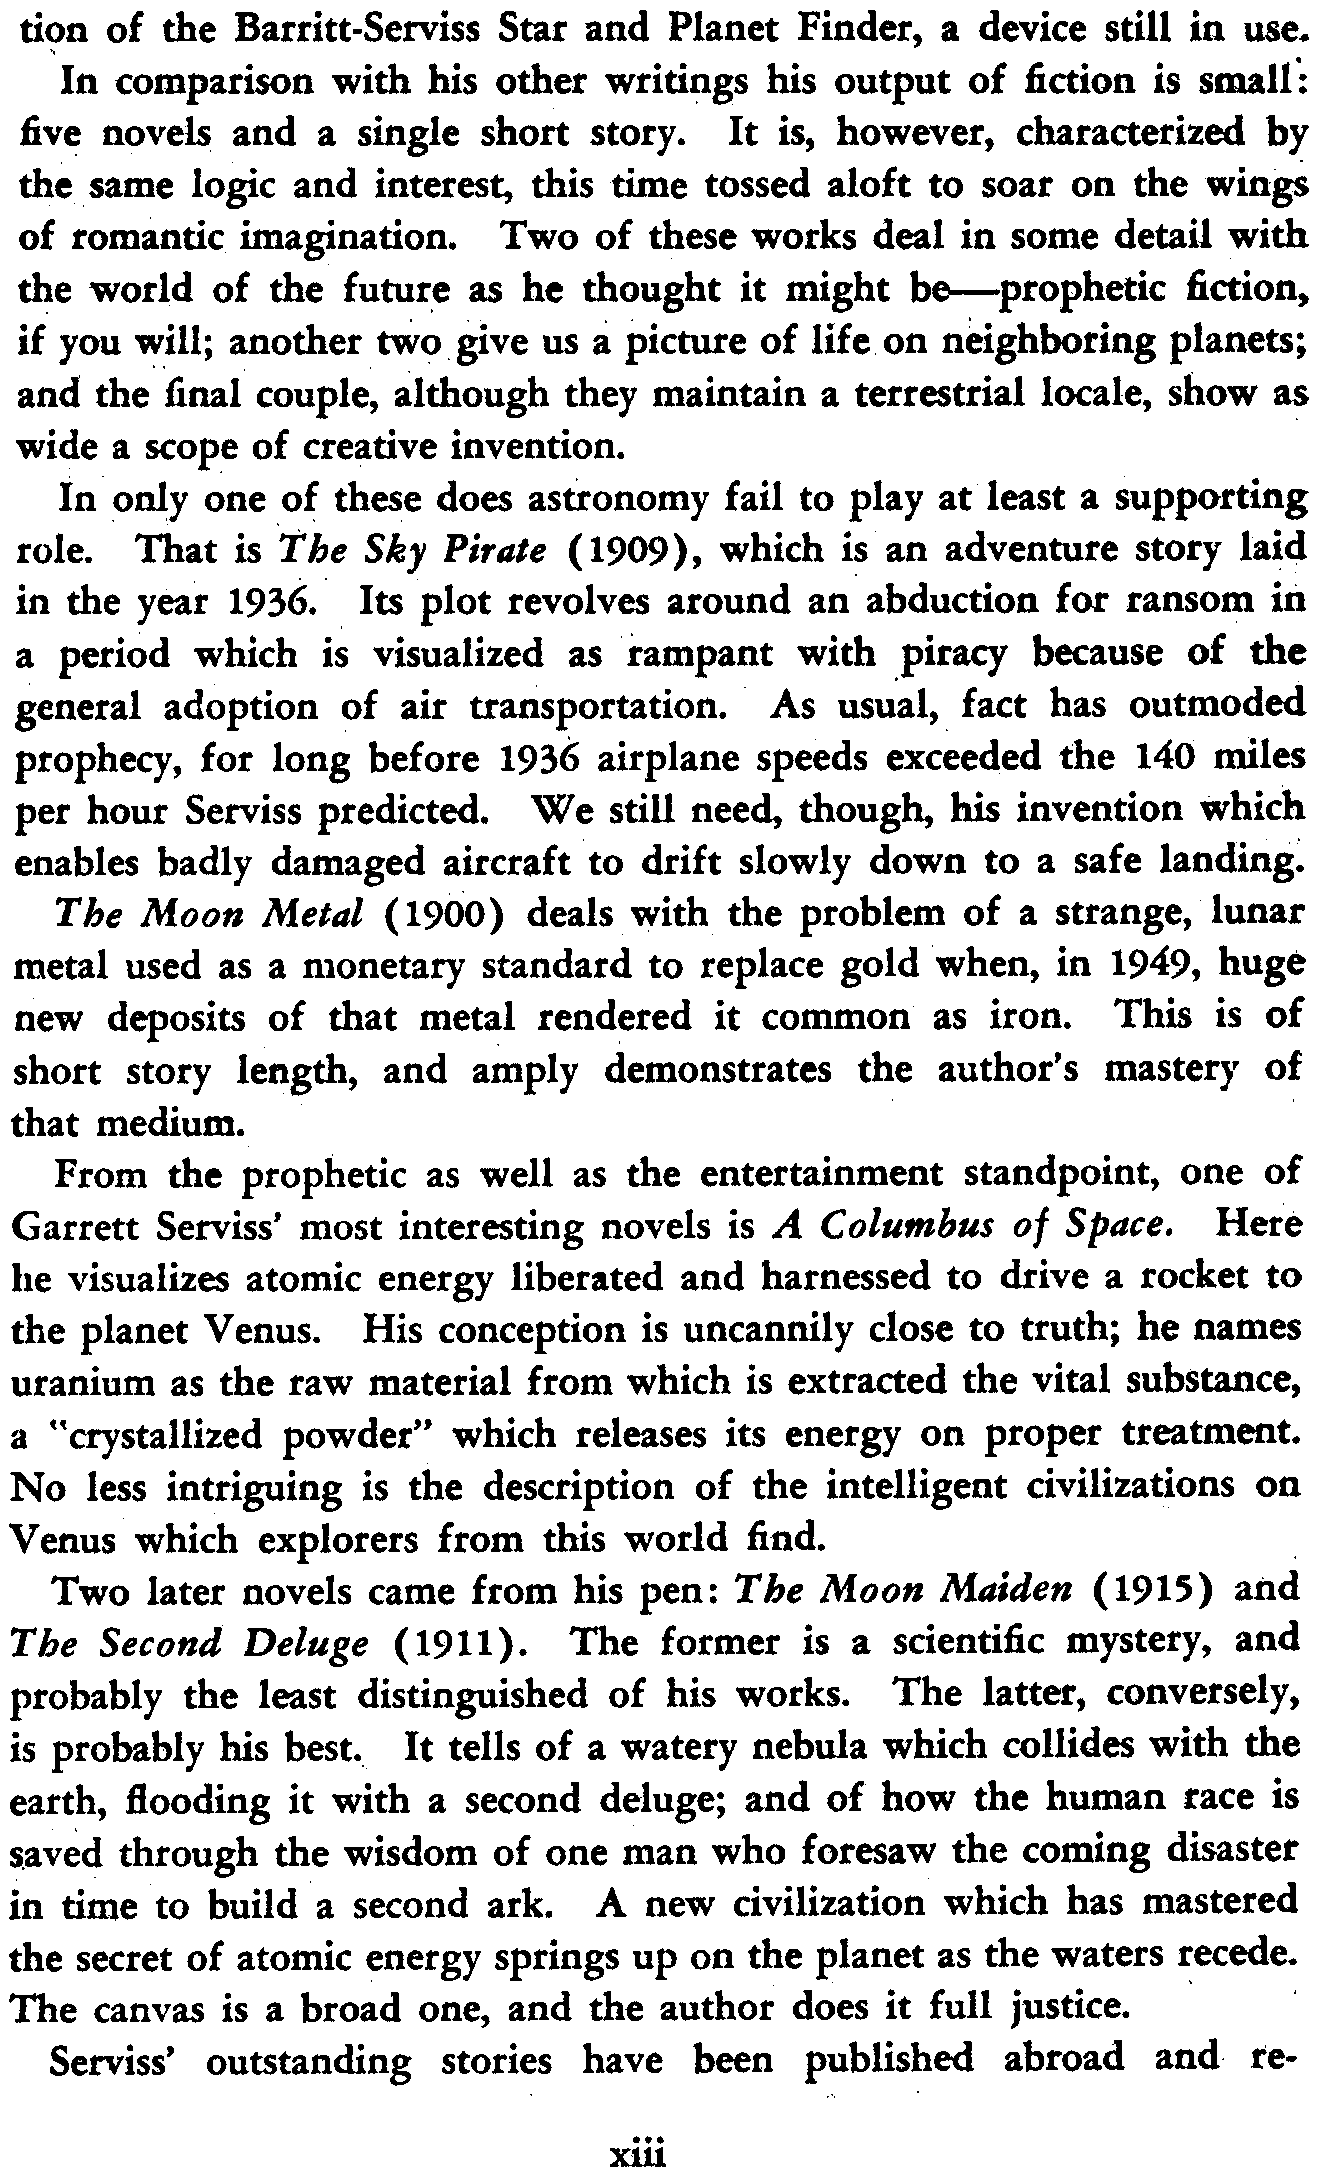 tion of the Barritt-Serviss Star and Planet Finder, a device still in use.
In comparison with his other writings his output of fiction is small:
five novels and a single short story. It is, however, characterized by
the same logic and interest, this time tossed aloft to soar on the wings
of romantic imagination. Two of these works deal in some detail with
the world of the future as he thought it might be—prophetic fiction,
if you will; another two give us a picture of life on neighboring planets;
and the final couple, although they maintain a terrestrial locale, show as
wide a scope of creative invention.
In only one of these does astronomy fail to play at least a supporting
role. That is The Sky Pirate (1909), which is an adventure story laid
in the year 1936. Its plot revolves around an abduction for ransom in
a period which is visualized as rampant with piracy because of the
general adoption of air transportation. As usual, fact has outmoded
prophecy, for long before 1936 airplane speeds exceeded the 140 miles
per hour Serviss predicted. We still need, though, his invention which
enables badly damaged aircraft to drift slowly down to a safe landing.
The Moon Metal (1900) deals with the problem of a strange, lunar
metal used as a monetary standard to replace gold when, in 1949, huge
new deposits of that metal rendered it common as iron. This is of
short story length, and amply demonstrates the author's mastery of
that medium.
From the prophetic as well as the entertainment standpoint, one of
Garrett Serviss' most interesting novels is A Columbus of Space. Here
he visualizes atomic energy liberated and harnessed to drive a rocket to
the planet Venus. His conception is uncannily close to truth; he names
uranium as the raw material from which is extracted the vital substance,
a "crystallized powder" which releases its energy on proper treatment.
No less intriguing is the description of the intelligent civilizations on
Venus which explorers from this world find.
Two later novels came from his pen: The Moon Maiden (1915) and
The Second Deluge (1911). The former is a scientific mystery, and
probably the least distinguished of his works. The latter, conversely,
is probably his best. It tells of a watery nebula which collides with the
earth, flooding it with a second deluge; and of how the human race is
saved through the wisdom of one man who foresaw the coming disaster
in time to build a second ark. A new civilization which has mastered
the secret of atomic energy springs up on the planet as the waters recede.
The canvas is a broad one, and the author does it full justice.
Serviss' outstanding stories have been published abroad and re-
xiii